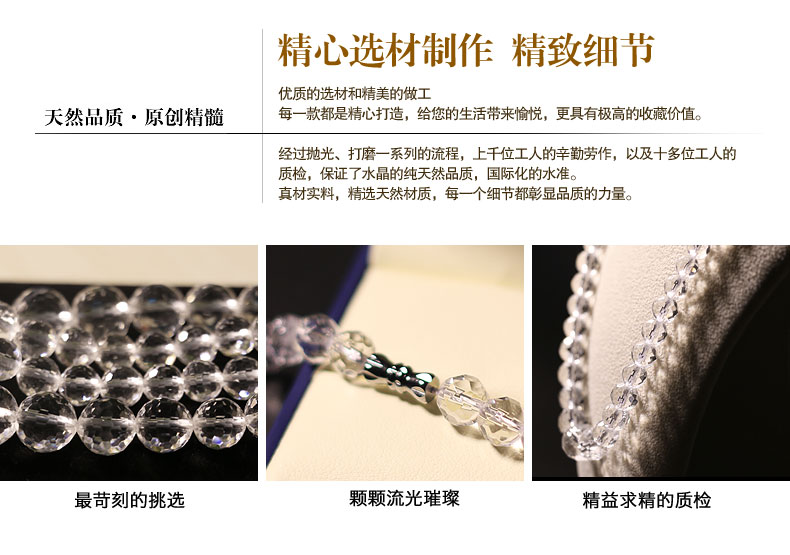 精心选材制作 精致细节
优质的选材和精美的做工
每一款都是精心打造，给您的生活带来愉悦，更具有极高的收藏价值。
天然品质·原创精髓
经过抛光、打磨一系列的流程，上千位工人的辛勤劳作，以及十多位工人的
质检，保证了水晶的纯天然品质，国际化的水准。
真材实料，精选天然材质，每一个细节都彰显品质的力量。
最苛刻的挑选
颗颗流光璀璨
精益求精的质检